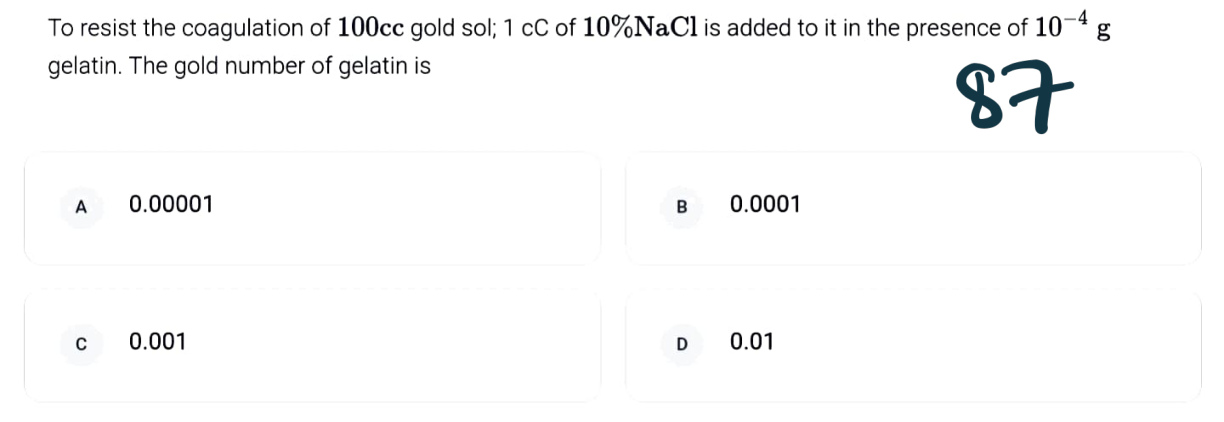 To resist the coagulation of 100cc gold sol; 1 cC of 10%NaCl is added to it in the presence of 10⁻⁴ g
gelatin. The gold number of gelatin is
87
A 0.00001
B 0.0001
C 0.001
D 0.01